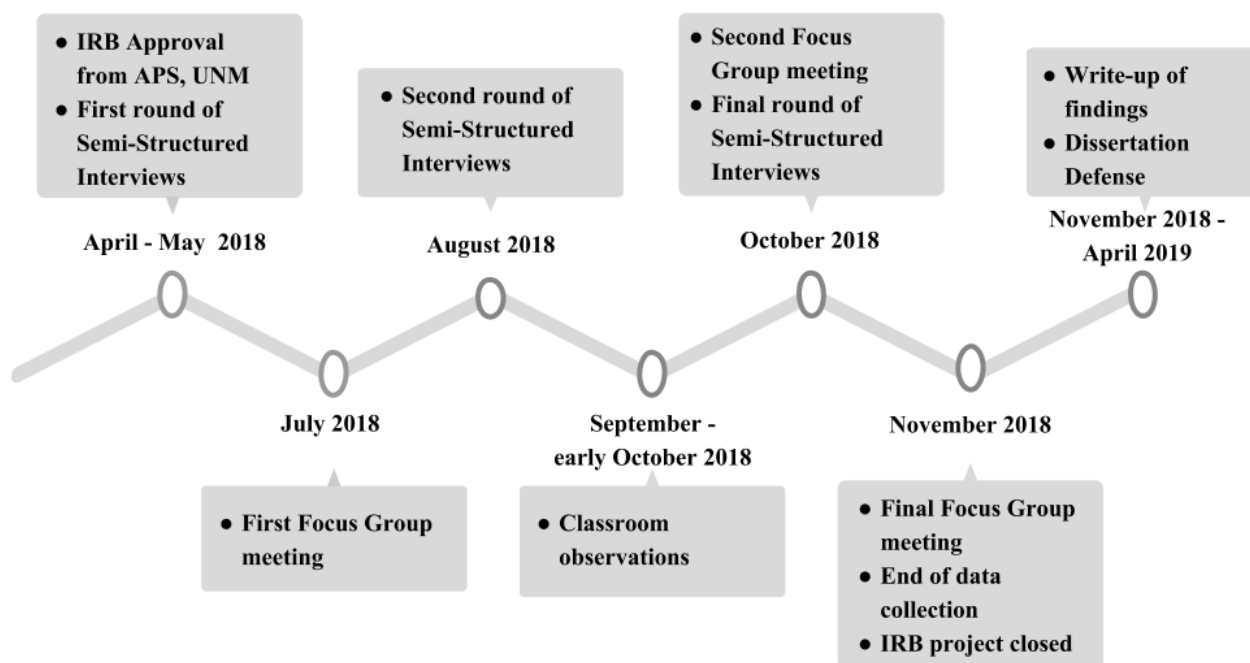 ● IRB Approval
from APS, UNM
● First round of
Semi-Structured
Interviews
April - May 2018
● First Focus Group
meeting
July 2018
● Second round of
Semi-Structured
Interviews
August 2018
September -
early October 2018
● Classroom
observations
● Second Focus
Group meeting
● Final round of
Semi-Structured
Interviews
October 2018
November 2018
● Final Focus Group
meeting
● End of data
collection
● IRB project closed
● Write-up of
findings
● Dissertation
Defense
November 2018 -
April 2019